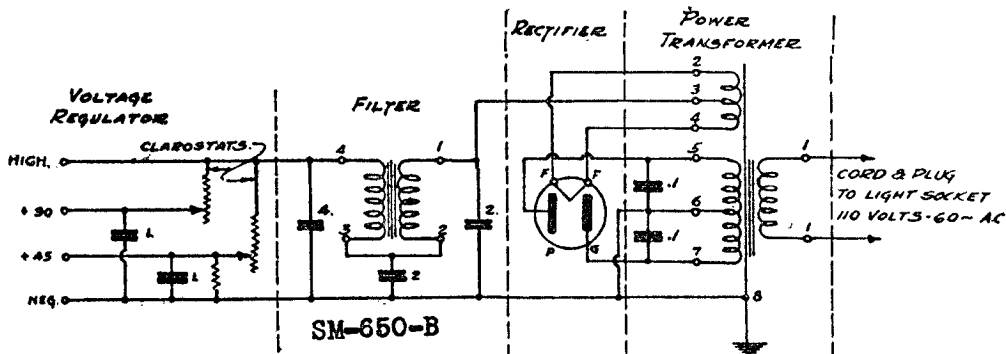 RECTIFIER
POWER
TRANSFORMER
VOLTAGE
REGULATOR
FILTER
CLAROSTATS.
HIGH.
+90
+45
NEG.
1.
1
4.
4
1
3
2
2
2.
F
F
P
G
.1
.1
2
3
4
5
6
7
8
1
1
CORD & PLUG
TO LIGHT SOCKET
110 VOLTS-60~ AC
SM-650-B